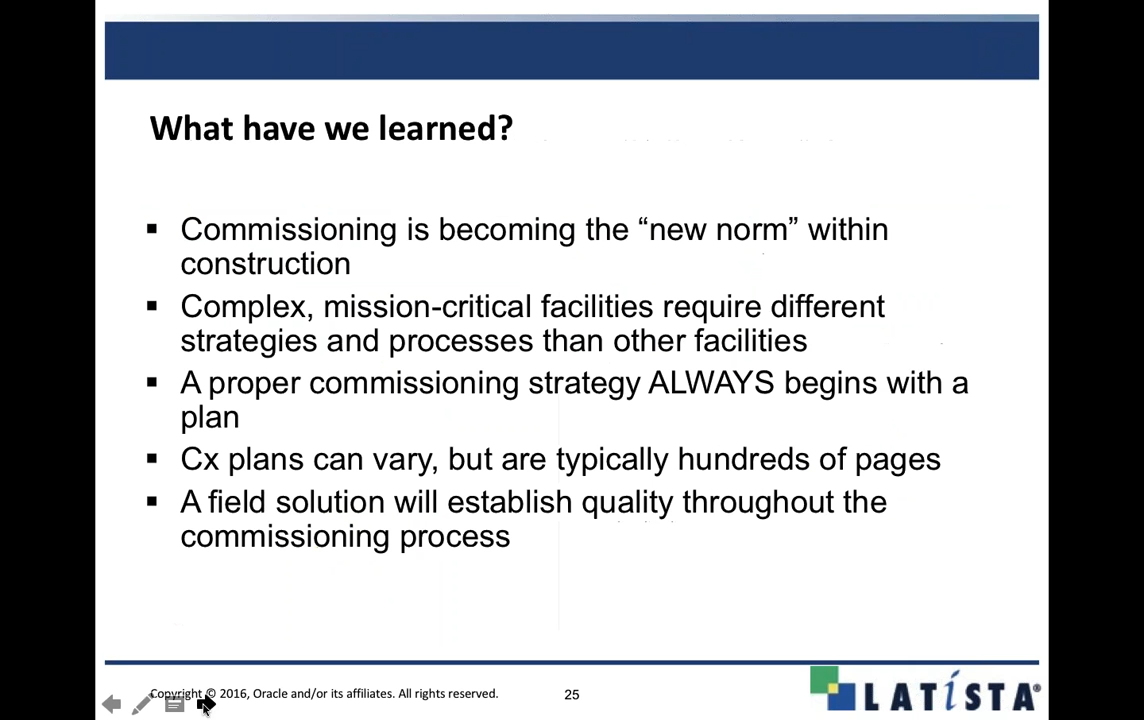 What have we learned?
▪ Commissioning is becoming the “new norm” within
construction
▪ Complex, mission-critical facilities require different
strategies and processes than other facilities
▪ A proper commissioning strategy ALWAYS begins with a
plan
▪ Cx plans can vary, but are typically hundreds of pages
▪ A field solution will establish quality throughout the
commissioning process
Copyright © 2016, Oracle and/or its affiliates. All rights reserved.
25
LATÍSTA®